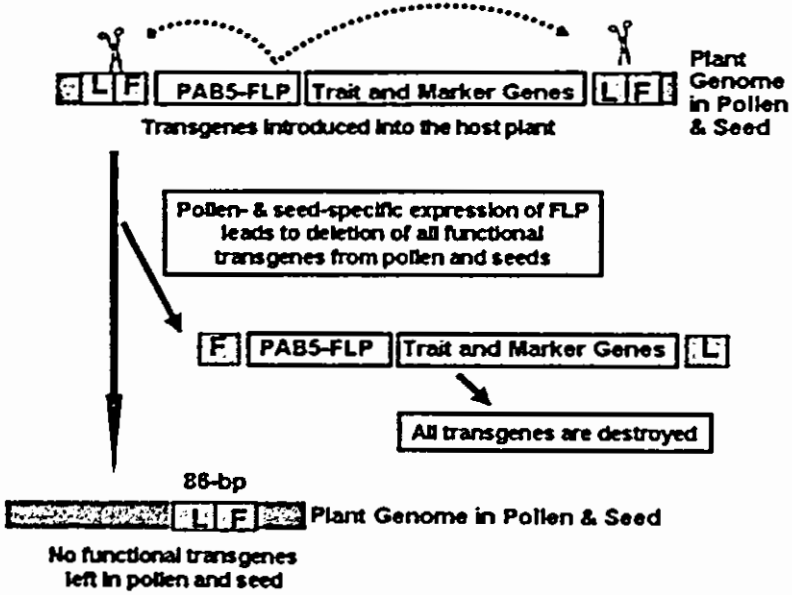 L F PAB5-FLP Trait and Marker Genes L F
Plant
Genome
in Pollen
& Seed
Transgenes introduced into the host plant
Pollen- & seed-specific expression of FLP
leads to deletion of all functional
transgenes from pollen and seeds
F PAB5-FLP Trait and Marker Genes L
All transgenes are destroyed
86-bp
L F Plant Genome in Pollen & Seed
No functional transgenes
left in pollen and seed